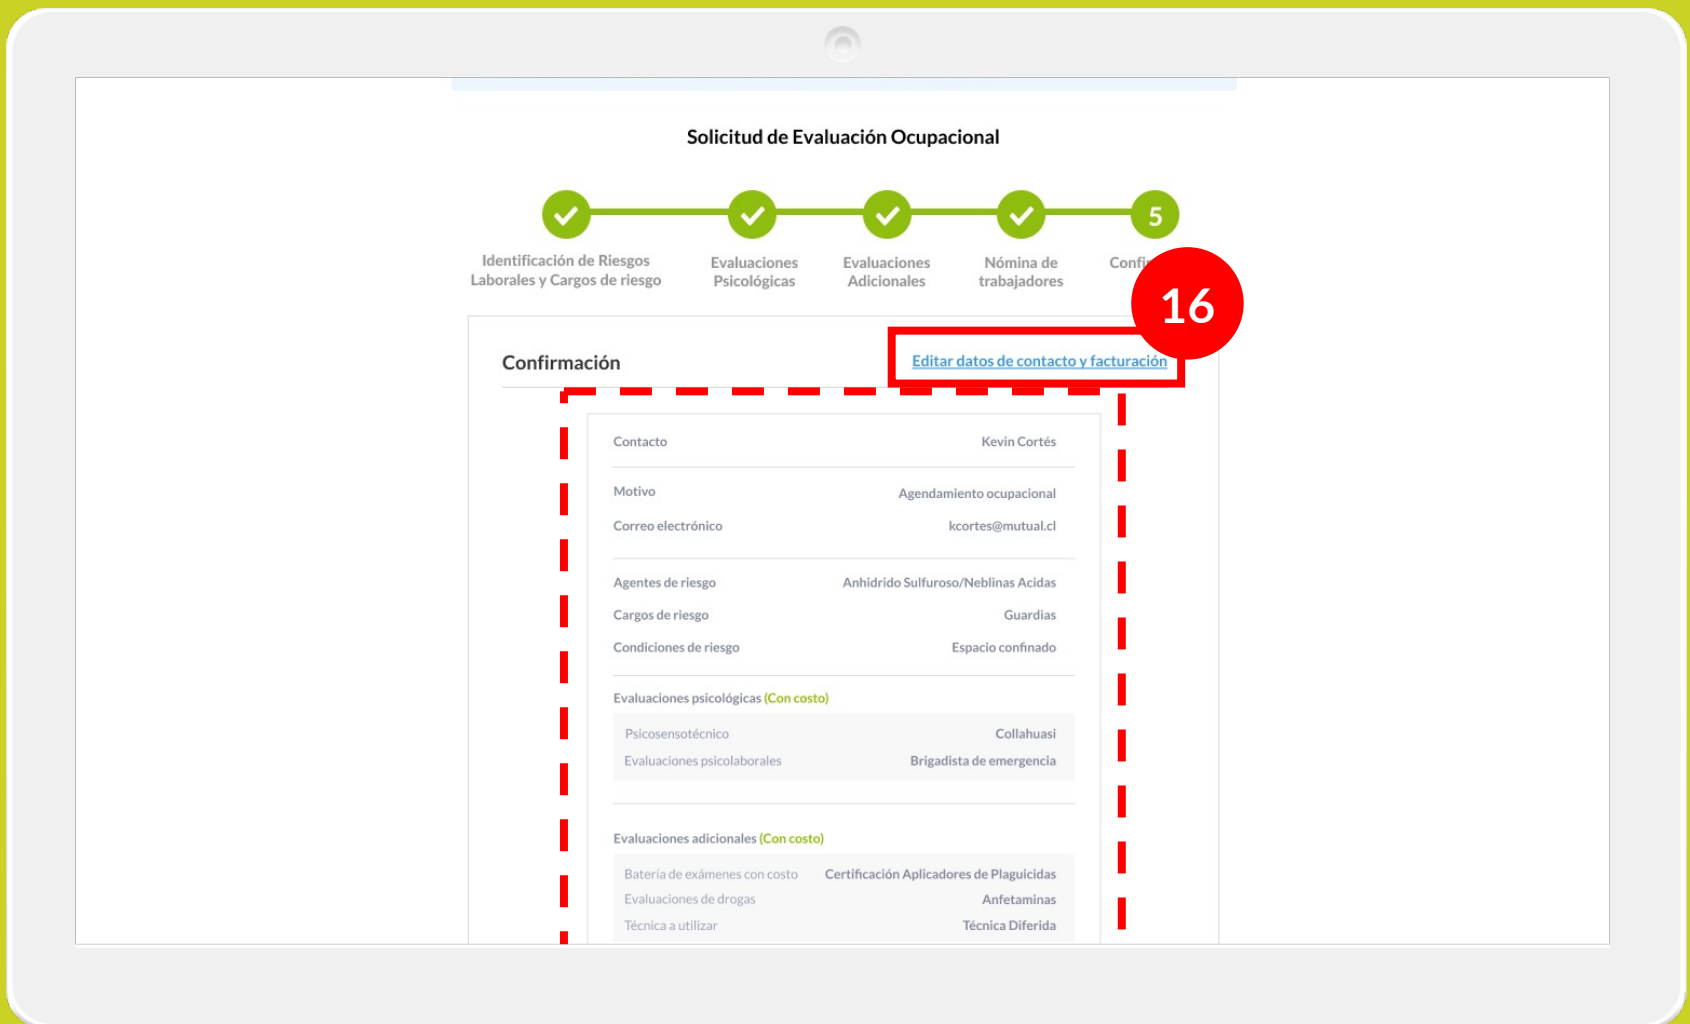 Solicitud de Evaluación Ocupacional
5
Identificación de Riesgos
Laborales y Cargos de riesgo
Evaluaciones
Psicológicas
Evaluaciones
Adicionales
Nómina de
trabajadores
16
Confirmación
Editar datos de contacto y facturación
Contacto Kevin Cortés
Motivo Agendamiento ocupacional
Correo electrónico kcortes@mutual.cl
Agentes de riesgo Anhidrido Sulfuroso/Neblinas Acidas
Cargos de riesgo Guardias
Condiciones de riesgo Espacio confinado
Evaluaciones psicológicas (Con costo)
Psicosensotécnico Collahuasi
Evaluaciones psicolaborales Brigadista de emergencia
Evaluaciones adicionales (Con costo)
Batería de exámenes con costo Certificación Aplicadores de Plaguicidas
Evaluaciones de drogas Anfetaminas
Técnica a utilizar Técnica Diferida